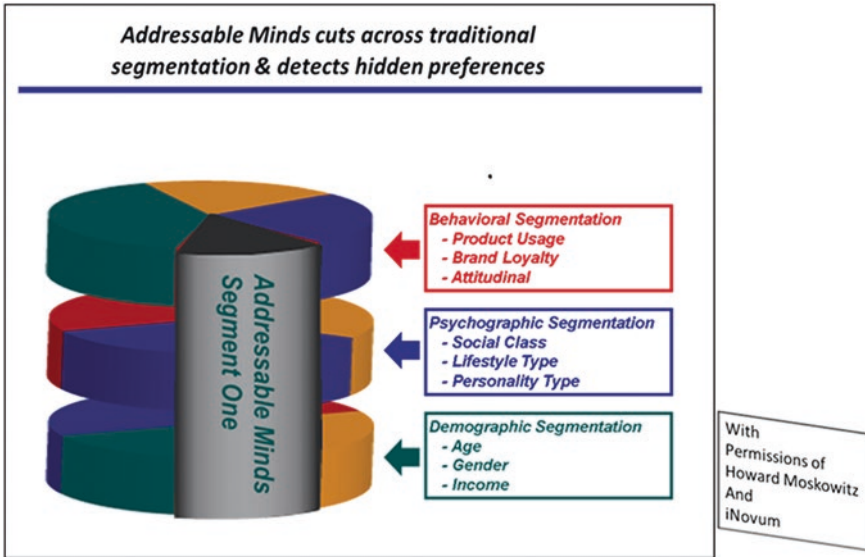 Addressable Minds cuts across traditional
segmentation & detects hidden preferences
Addressable Minds
Segment One
Behavioral Segmentation
- Product Usage
- Brand Loyalty
- Attitudinal
Psychographic Segmentation
- Social Class
- Lifestyle Type
- Personality Type
Demographic Segmentation
- Age
- Gender
- Income
With
Permissions of
Howard Moskowitz
And
iNovum